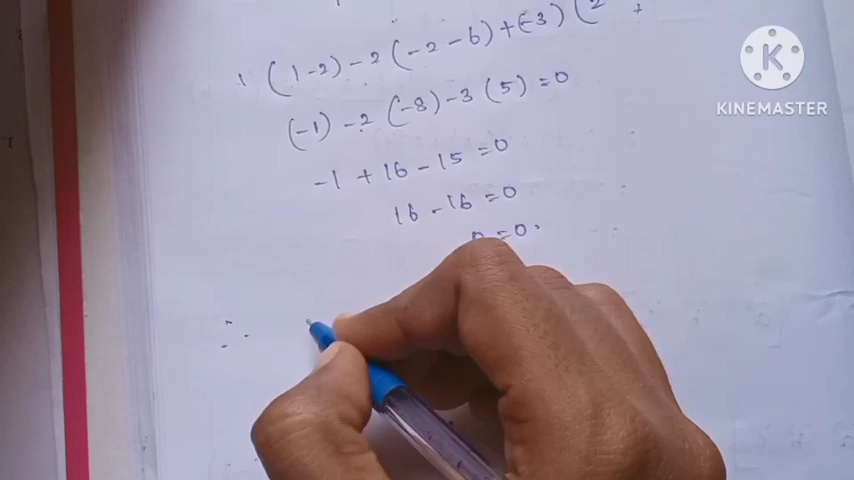 1 (1-2) -2 (-2-6) + (-3) (2 +
(-1) -2 (-8) -3 (5) =0
-1 + 16 - 15 =0
16 - 16 =0
0 =0.
∴
K
KINEMASTER